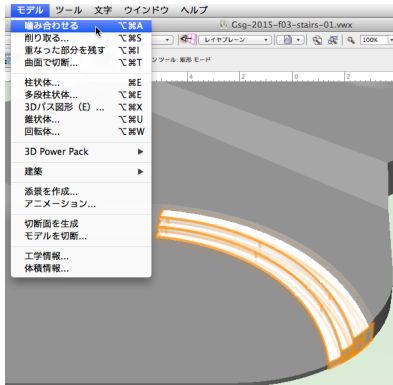 モデル ツール 文字 ウインドウ ヘルプ
Gsg-2015-f03-stairs-01.vwx
噛み合わせる ⌥⌘A
削り取る... ⌥⌘S
重なった部分を残す ⌥⌘I
曲面で切断... ⌥⌘T
レイヤプレーン
100%
ンツール: 矩形 モード
4 2 0 2
柱状体... ⌘E
多段柱状体... ⌥⌘E
3Dパス図形（E）... ⌥⌘X
錐状体... ⌥⌘U
回転体... ⌥⌘W
3D Power Pack ▶
建築 ▶
添景を作成...
アニメーション...
切断面を生成
モデルを切断...
工学情報...
体積情報...